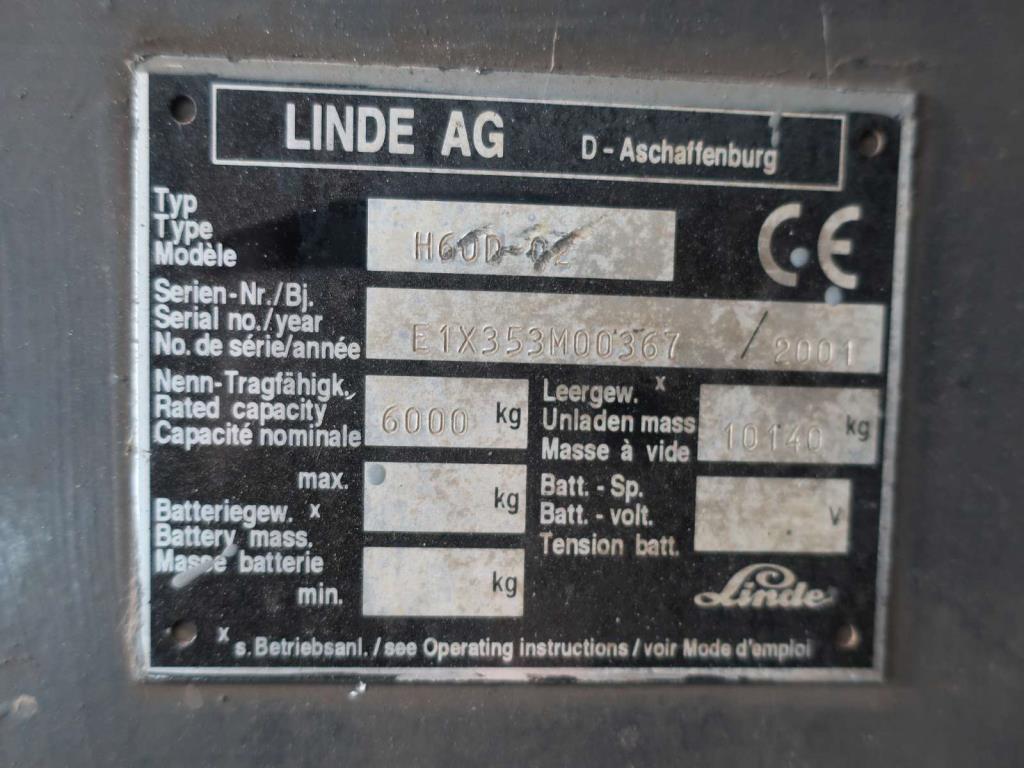 LINDE AG D - Aschaffenburg
Typ
Type
Modèle
H60D-02
CE
Serien-Nr./Bj.
Serial no./year
No. de série/année
E1X353M00367 / 2001
Nenn-Tragfähigk.
Rated capacity
Capacité nominale
6000 kg
Leergew. x
Unladen mass
Masse à vide
10140 kg
max. kg
Batteriegew. x
Battery mass.
Masse batterie
min. kg
Batt. - Sp.
Batt. - volt.
Tension batt.
V
Linde
x s. Betriebsanl. / see Operating instructions / voir Mode d'emploi